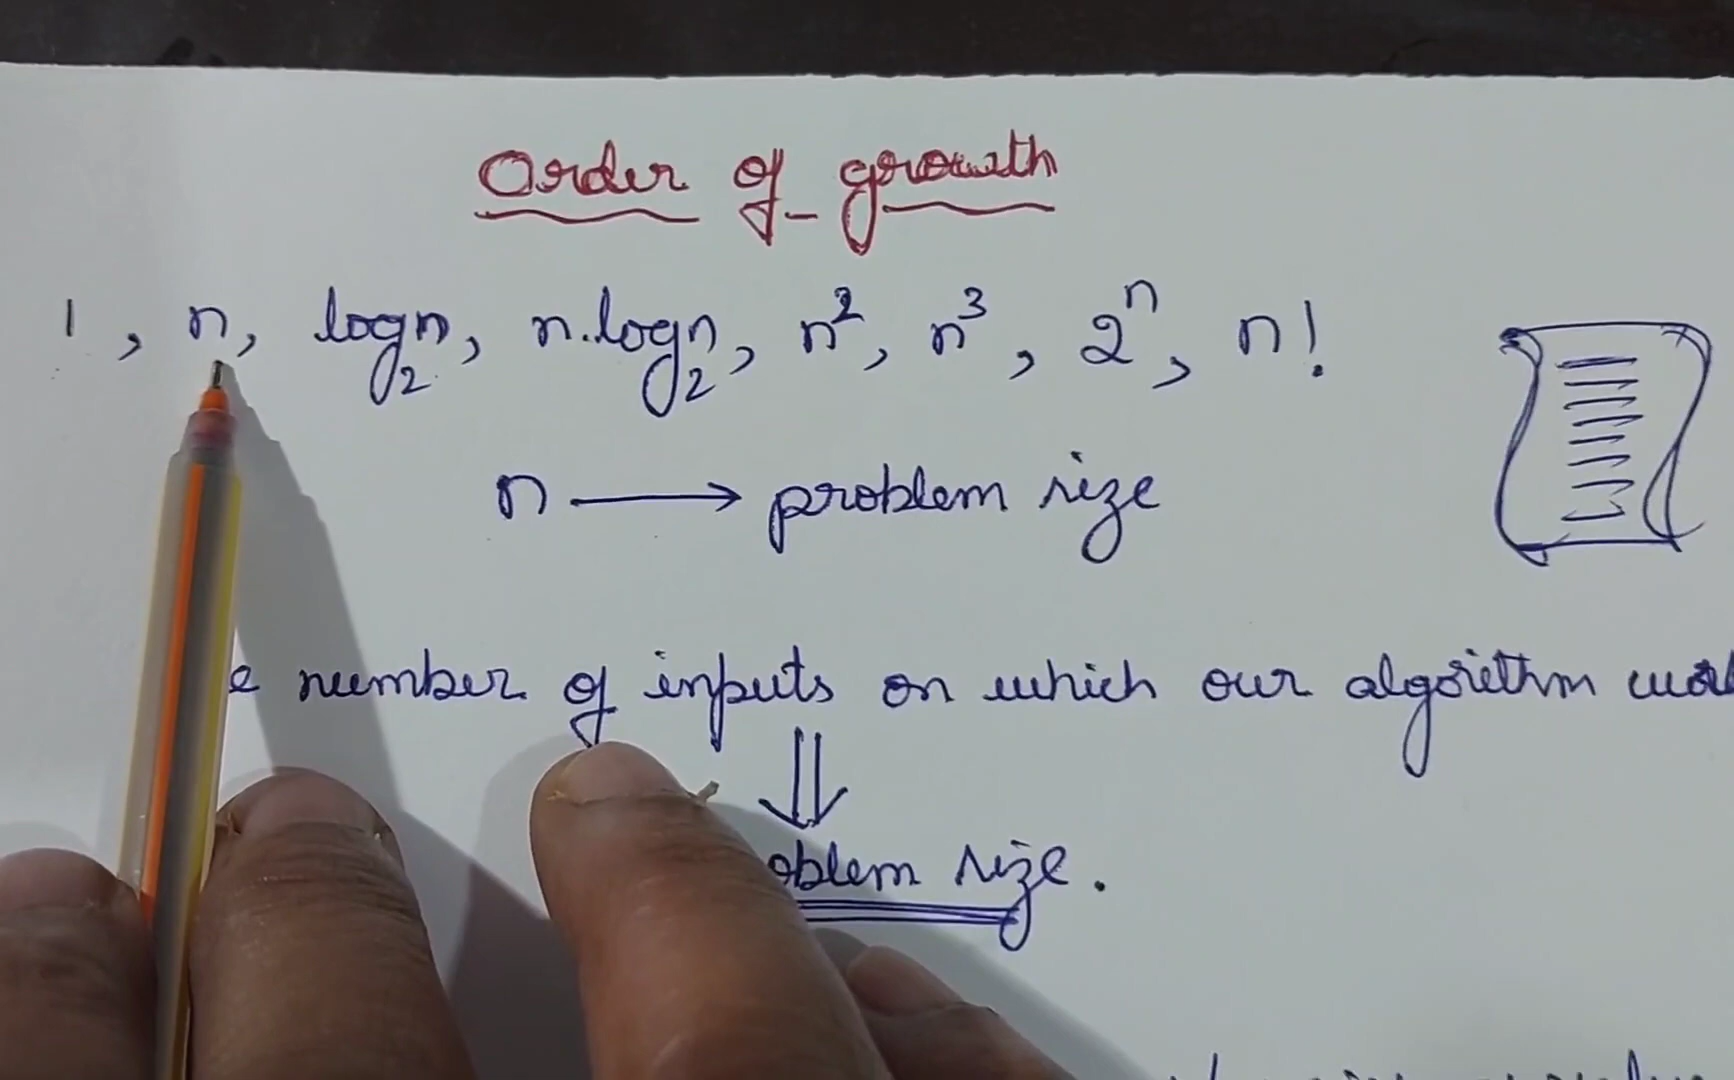 Order of growth
1, n, log₂n, n.log₂n, n², n³, 2ⁿ, n!
n → problem size
number of inputs on which our algorithm
⇓
size.